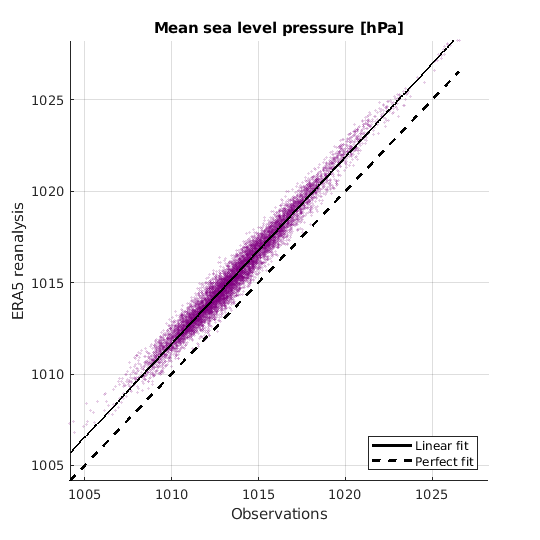 Mean sea level pressure [hPa]
ERA5 reanalysis
1025
1020
1015
1010
1005
Linear fit
Perfect fit
1005 1010 1015 1020 1025
Observations